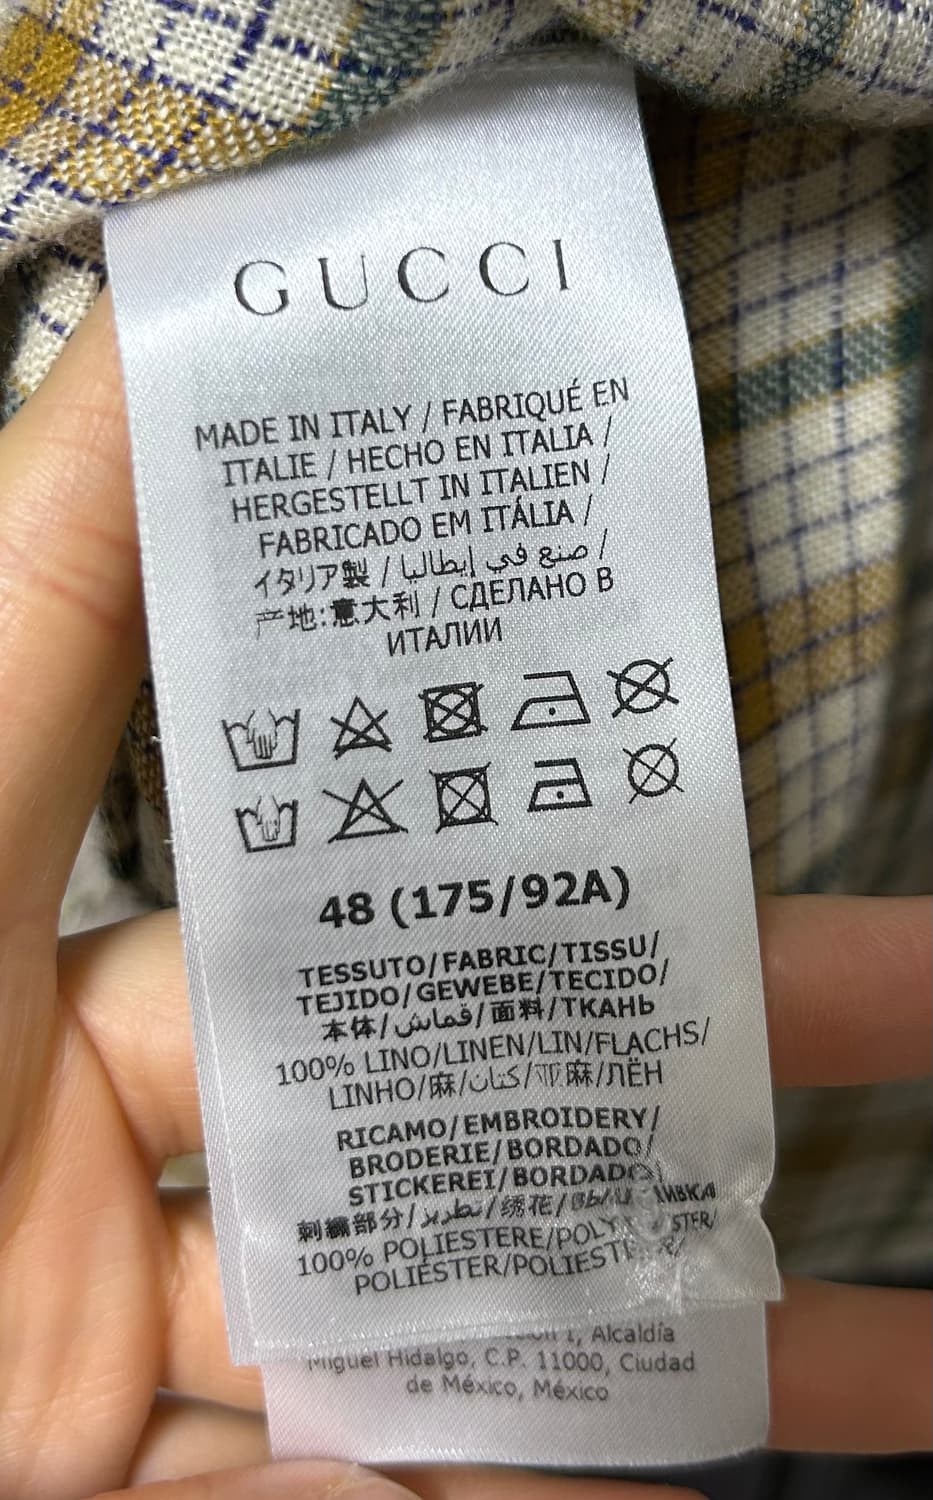 GUCCI
MADE IN ITALY / FABRIQUÉ EN
ITALIE / HECHO EN ITALIA /
HERGESTELLT IN ITALIEN /
FABRICADO EM ITÁLIA /
イタリア製 / صنع في إيطاليا /
产地:意大利 / СДЕЛАНО В
ИТАЛИИ
48 (175/92A)
TESSUTO/FABRIC/TISSU/
TEJIDO/GEWEBE/TECIDO/
本体/قماش/面料/ТКАНЬ
100% LINO/LINEN/LIN/FLACHS/
LINHO/麻/كتان/亚麻/ЛЁН
RICAMO/EMBROIDERY/
BRODERIE/BORDADO/
STICKEREI/BORDADO/
刺繍部分/تطريز/绣花/
100% POLIESTERE/POLYESTER/
POLIÉSTER/
1, Alcaldía
Miguel Hidalgo, C.P. 11000, Ciudad
de México, México